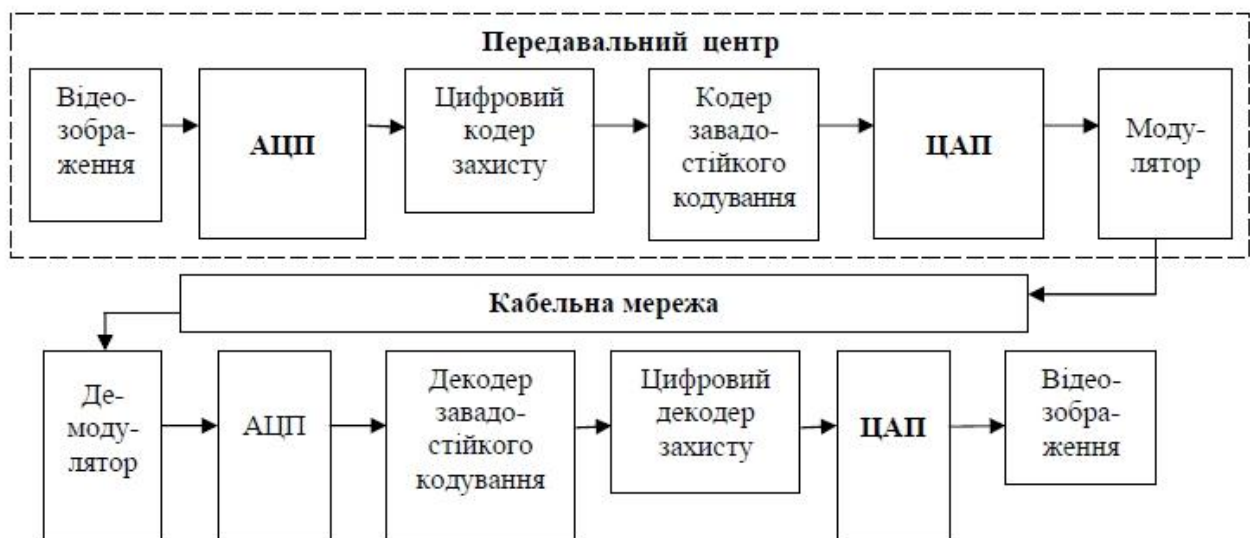 Передавальний центр
Відео-
зобра-
ження
АЦП
Цифровий
кодер
захисту
Кодер
завадо-
стійкого
кодування
ЦАП
Моду-
лятор
Кабельна мережа
Де-
моду-
лятор
АЦП
Декодер
завадо-
стійкого
кодування
Цифровий
декодер
захисту
ЦАП
Відео-
зобра-
ження